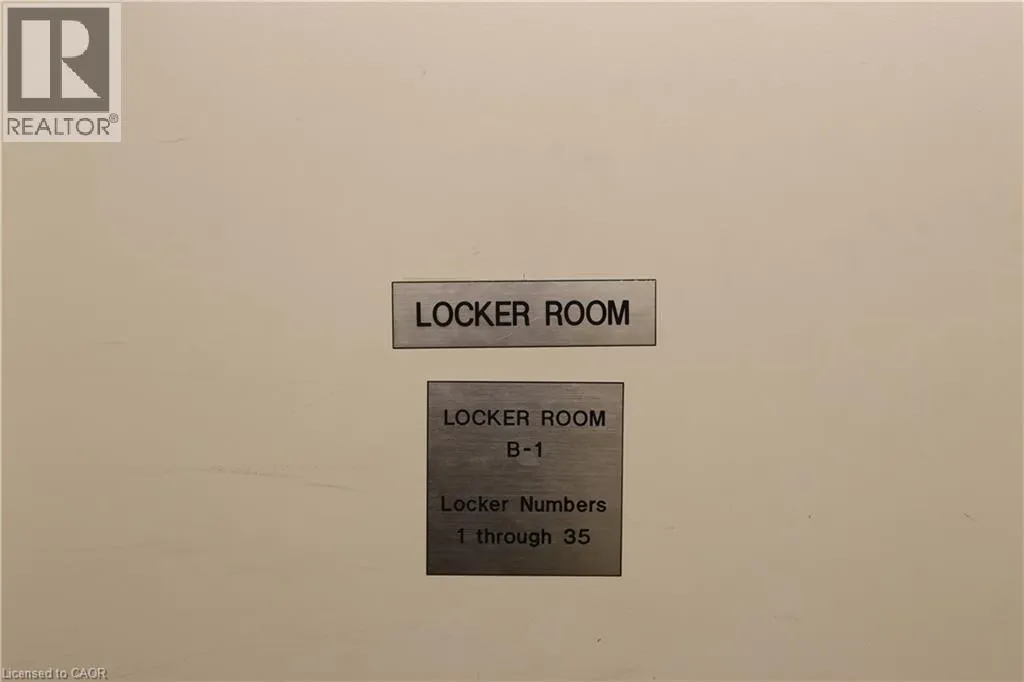 REALTOR®
LOCKER ROOM
LOCKER ROOM
B-1
Locker Numbers
1 through 35
Licensed to CAOR